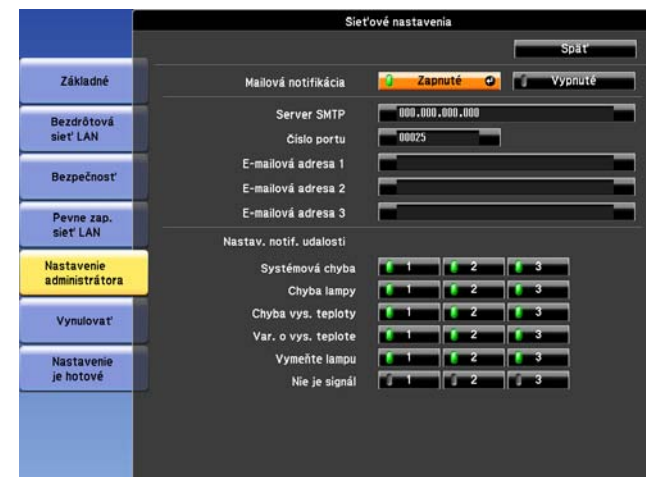 Sieťové nastavenia
Späť
Základné
Bezdrôtová
sieť LAN
Bezpečnosť
Pevne zap.
sieť LAN
Nastavenie
administrátora
Vynulovať
Nastavenie
je hotové
Mailová notifikácia Zapnuté Vypnuté
Server SMTP 000.000.000.000
Číslo portu 00025
E-mailová adresa 1
E-mailová adresa 2
E-mailová adresa 3
Nastav. notif. udalosti
Systémová chyba 1 2 3
Chyba lampy 1 2 3
Chyba vys. teploty 1 2 3
Var. o vys. teplote 1 2 3
Vymeňte lampu 1 2 3
Nie je signál 1 2 3